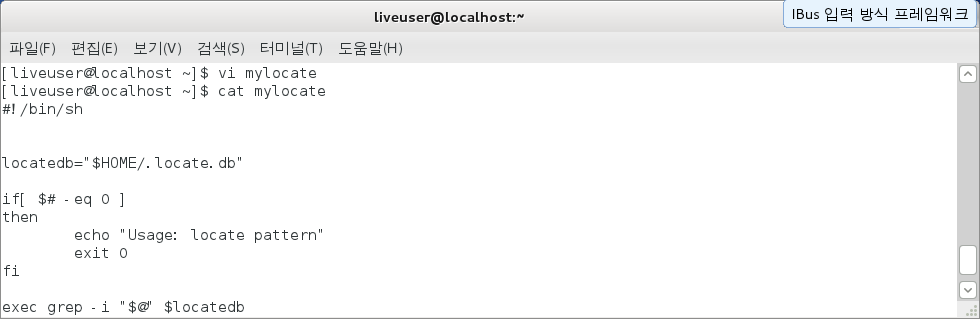 liveuser@localhost:~
IBus 입력 방식 프레임워크
파일(F) 편집(E) 보기(V) 검색(S) 터미널(T) 도움말(H)
[liveuser@localhost ~]$ vi mylocate
[liveuser@localhost ~]$ cat mylocate
#!/bin/sh
locatedb="$HOME/.locate.db"
if[ $# -eq 0 ]
then
echo "Usage: locate pattern"
exit 0
fi
exec grep -i "$@" $locatedb